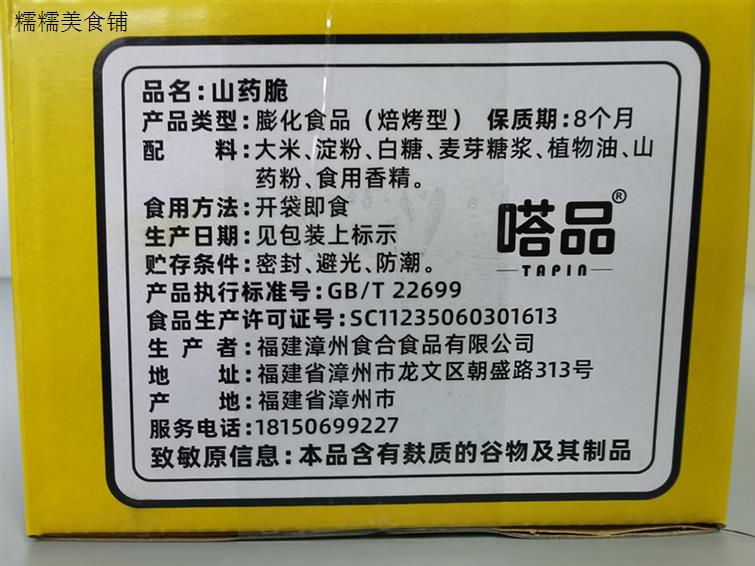 糯糯美食铺
品名:山药脆
产品类型:膨化食品(焙烤型) 保质期:8个月
配料:大米、淀粉、白糖、麦芽糖浆、植物油、山
药粉、食用香精。
食用方法:开袋即食
生产日期:见包装上标示
贮存条件:密封、避光、防潮。
嗒品®
TAPIN
产品执行标准号:GB/T 22699
食品生产许可证号:SC11235060301613
生产者:福建漳州食合食品有限公司
地址:福建省漳州市龙文区朝盛路313号
产地:福建省漳州市
服务电话:18150699227
致敏原信息:本品含有麸质的谷物及其制品